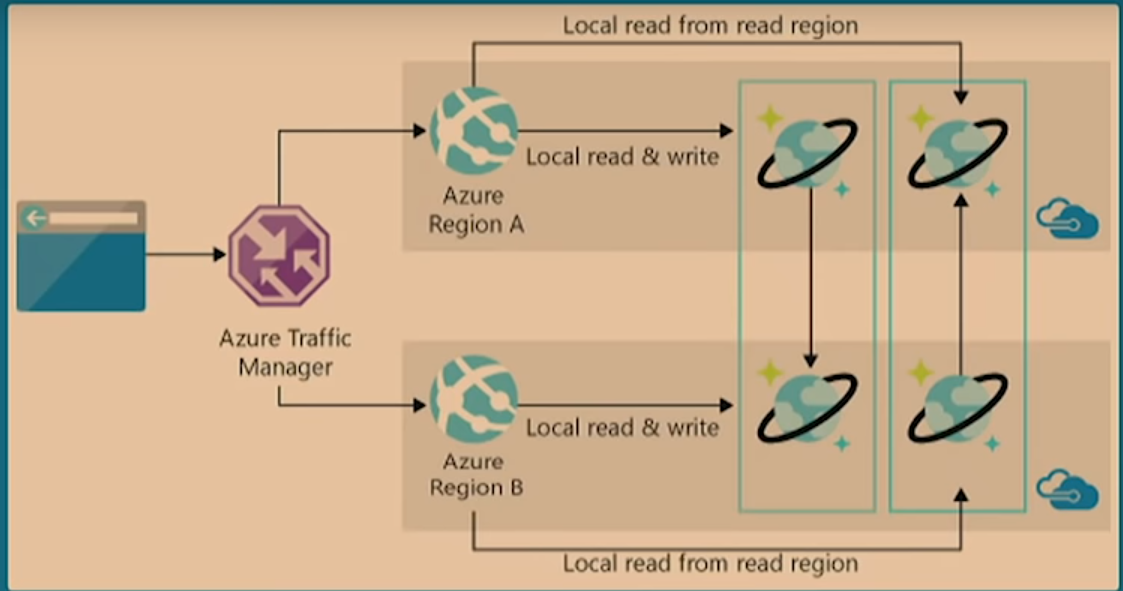 Local read from read region
Local read & write
Azure
Region A
Azure Traffic
Manager
Local read & write
Azure
Region B
Local read from read region